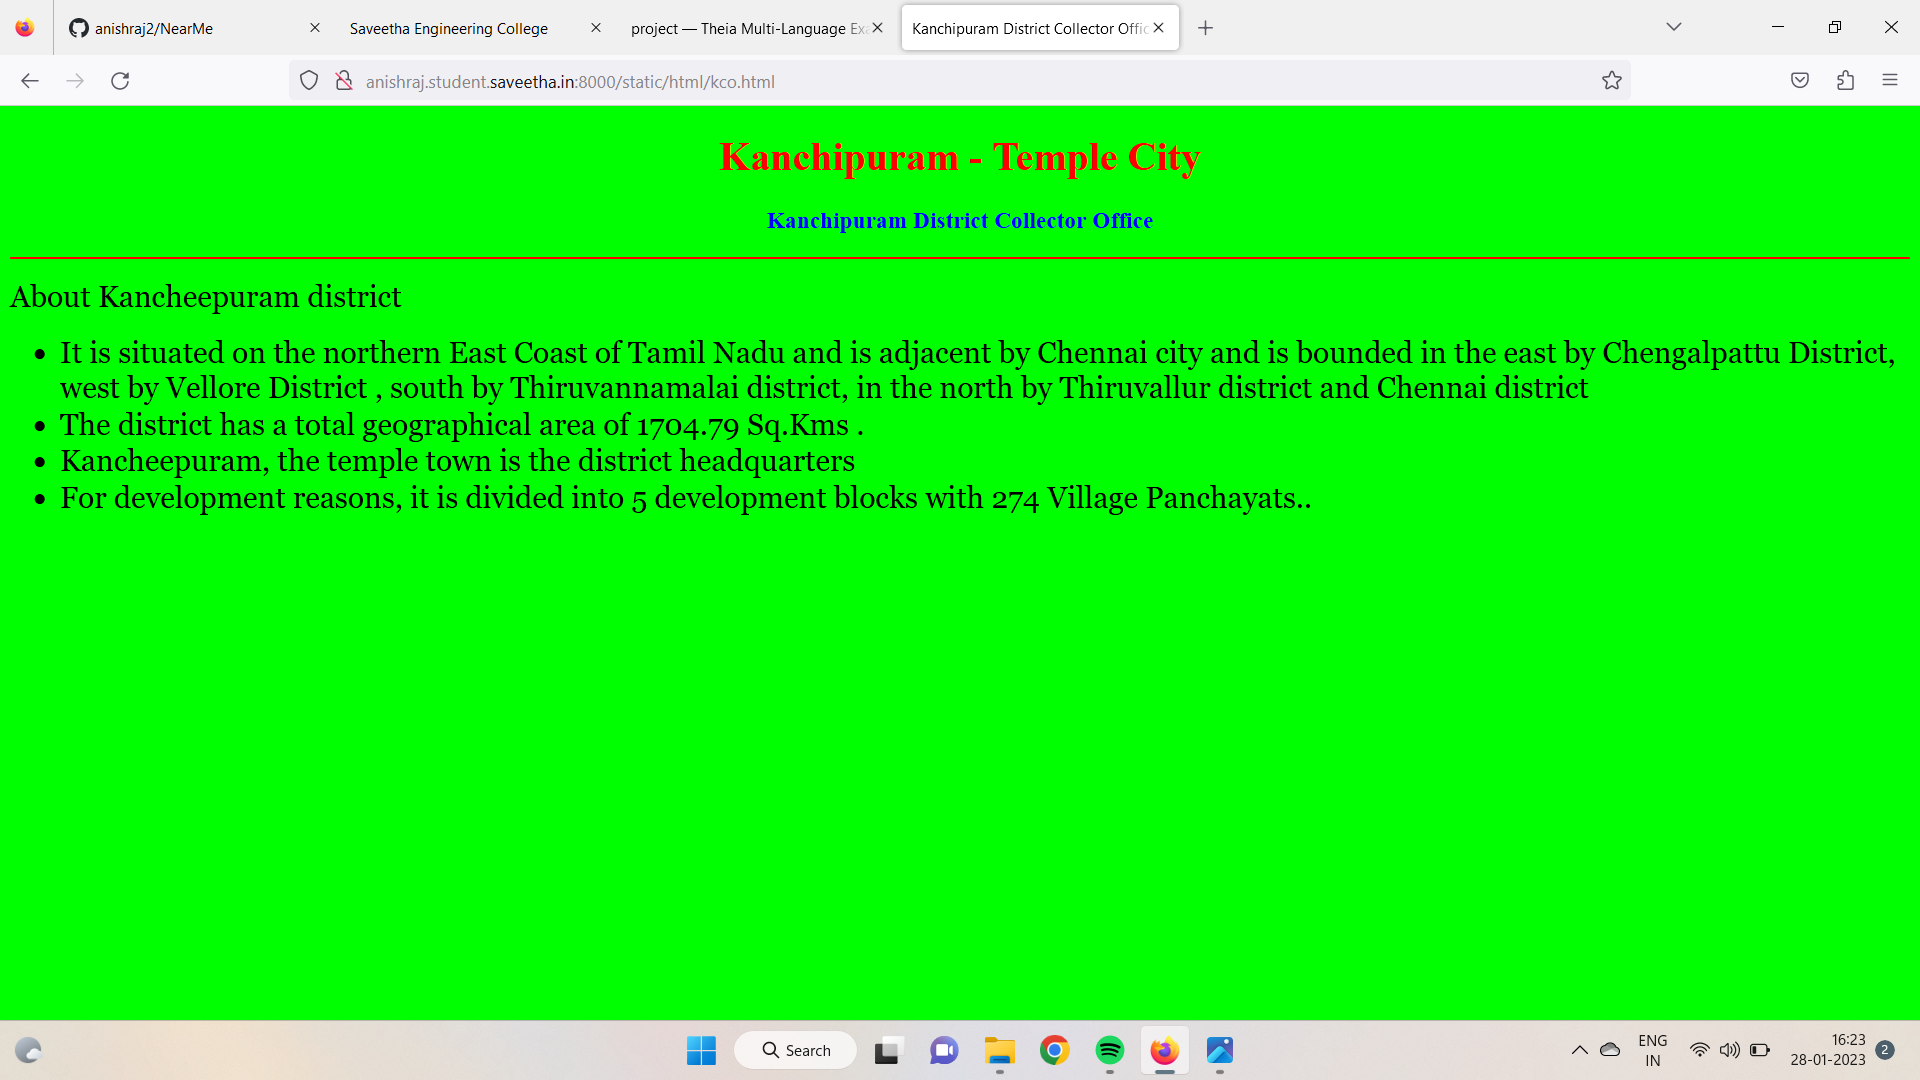 anishraj2/NearMe
Saveetha Engineering College
project — Theia Multi-Language Ex
Kanchipuram District Collector Offic
anishraj.student.saveetha.in:8000/static/html/kco.html
Kanchipuram - Temple City
Kanchipuram District Collector Office
About Kancheepuram district
• It is situated on the northern East Coast of Tamil Nadu and is adjacent by Chennai city and is bounded in the east by Chengalpattu District,
west by Vellore District , south by Thiruvannamalai district, in the north by Thiruvallur district and Chennai district
• The district has a total geographical area of 1704.79 Sq.Kms .
• Kancheepuram, the temple town is the district headquarters
• For development reasons, it is divided into 5 development blocks with 274 Village Panchayats..
Search
ENG
IN
16:23
28-01-2023
2